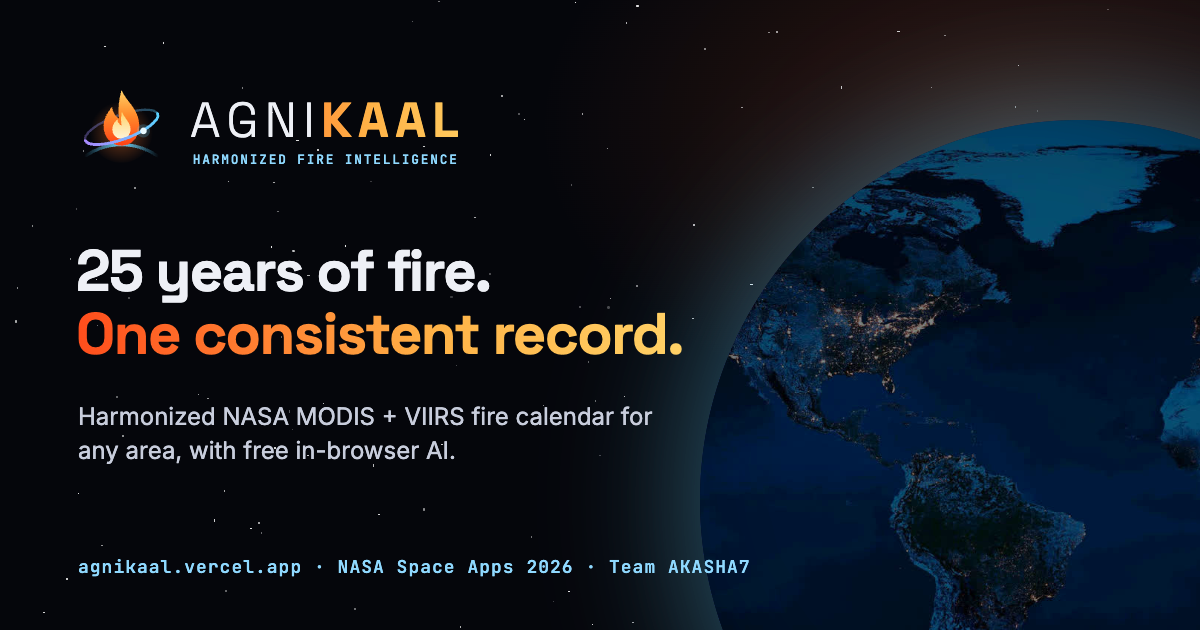 AGNIKAAL
HARMONIZED FIRE INTELLIGENCE
25 years of fire.
One consistent record.
Harmonized NASA MODIS + VIIRS fire calendar for
any area, with free in-browser AI.
agnikaal.vercel.app · NASA Space Apps 2026 · Team AKASHA7